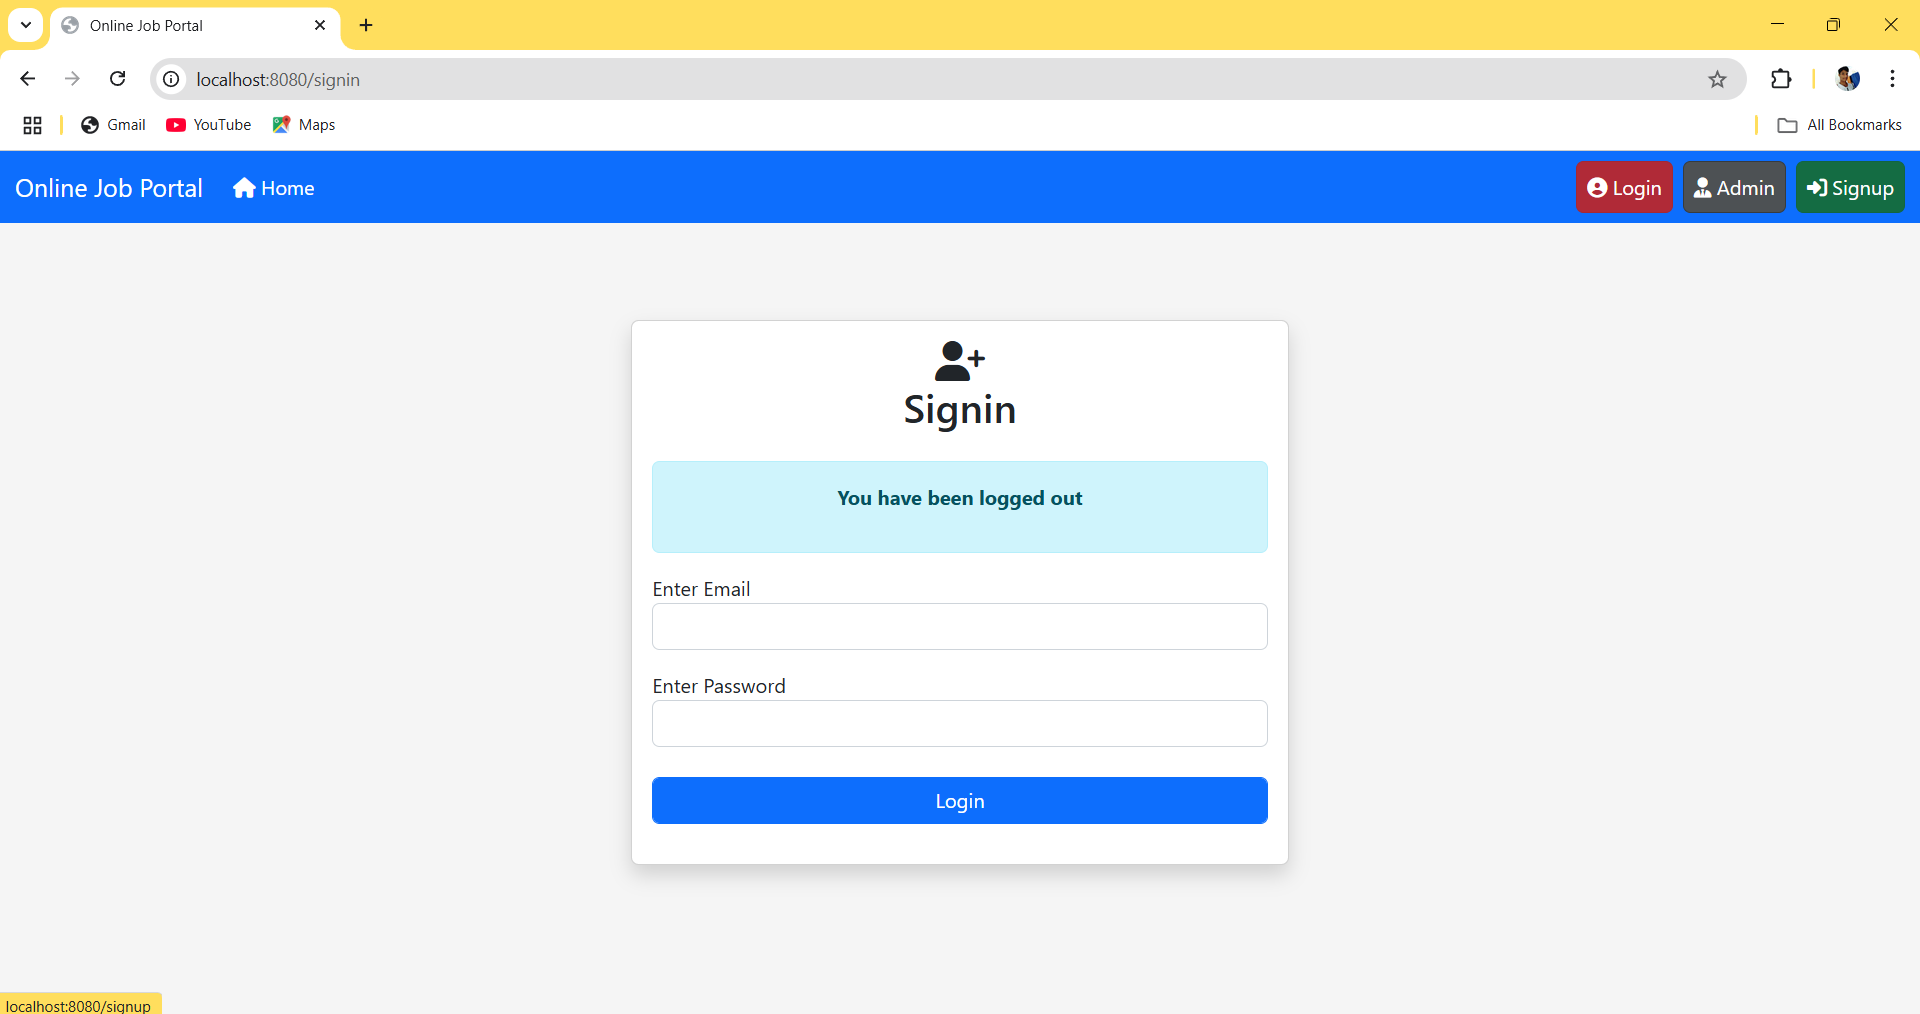 Online Job Portal
localhost:8080/signin
Gmail YouTube Maps All Bookmarks
Online Job Portal Home Login Admin Signup
Signin
You have been logged out
Enter Email
Enter Password
Login
localhost:8080/signup